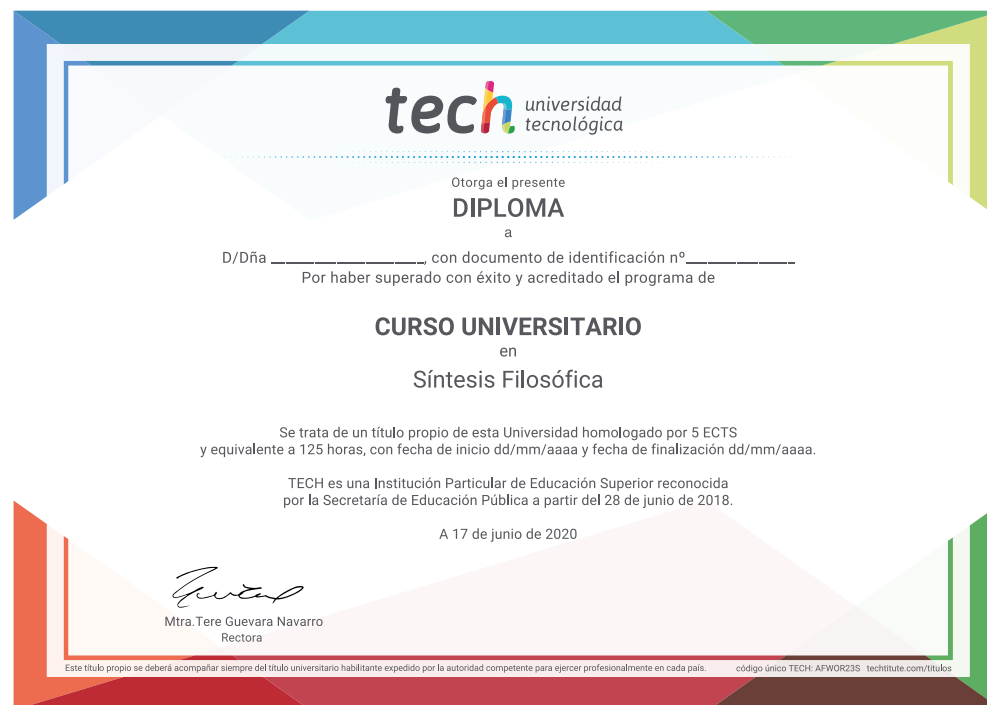 tech universidad
tecnológica
Otorga el presente
DIPLOMA
a
D/Dña ____________________, con documento de identificación nº______________
Por haber superado con éxito y acreditado el programa de
CURSO UNIVERSITARIO
en
Síntesis Filosófica
Se trata de un título propio de esta Universidad homologado por 5 ECTS
y equivalente a 125 horas, con fecha de inicio dd/mm/aaaa y fecha de finalización dd/mm/aaaa.
TECH es una Institución Particular de Educación Superior reconocida
por la Secretaría de Educación Pública a partir del 28 de junio de 2018.
A 17 de junio de 2020
Mtra.Tere Guevara Navarro
Rectora
Este título propio se deberá acompañar siempre del título universitario habilitante expedido por la autoridad competente para ejercer profesionalmente en cada país. código único TECH: AFWOR23S techtitute.com/titulos